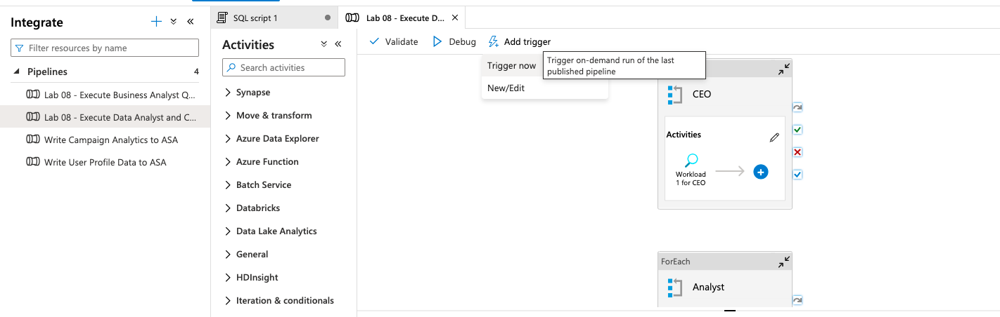 Integrate
Filter resources by name
Pipelines 4
Lab 08 - Execute Business Analyst Q...
Lab 08 - Execute Data Analyst and C...
Write Campaign Analytics to ASA
Write User Profile Data to ASA
SQL script 1
Lab 08 - Execute D...
Activities
Search activities
Synapse
Move & transform
Azure Data Explorer
Azure Function
Batch Service
Databricks
Data Lake Analytics
General
HDInsight
Iteration & conditionals
Validate Debug Add trigger
Trigger now
New/Edit
Trigger on-demand run of the last
published pipeline
CEO
Activities
Workload
1 for CEO
ForEach
Analyst